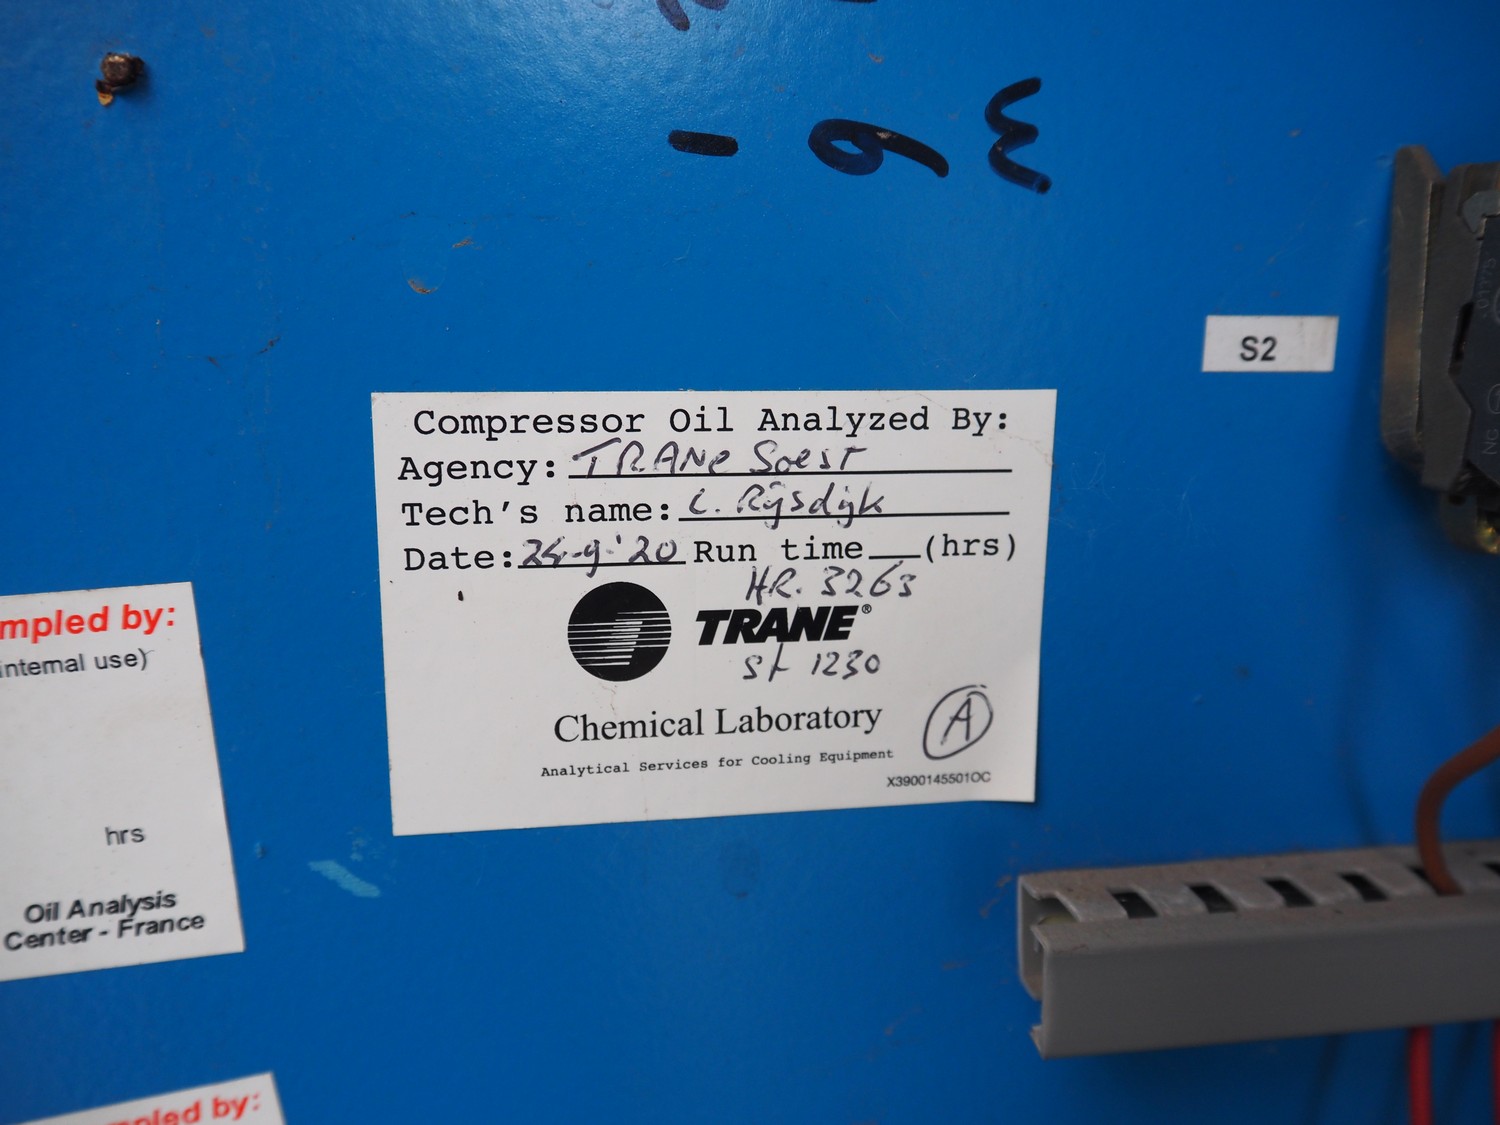 S2
Compressor Oil Analyzed By:
Agency: TRANE Soest
Tech's name: C. Rijsdijk
Date: 24-9-'20 Run time (hrs)
HR. 3263
TRANE®
St 1230
Chemical Laboratory
A
Analytical Services for Cooling Equipment
X39001455010C
mpled by:
internal use)
hrs
Oil Analysis
Center - France
mpled by: